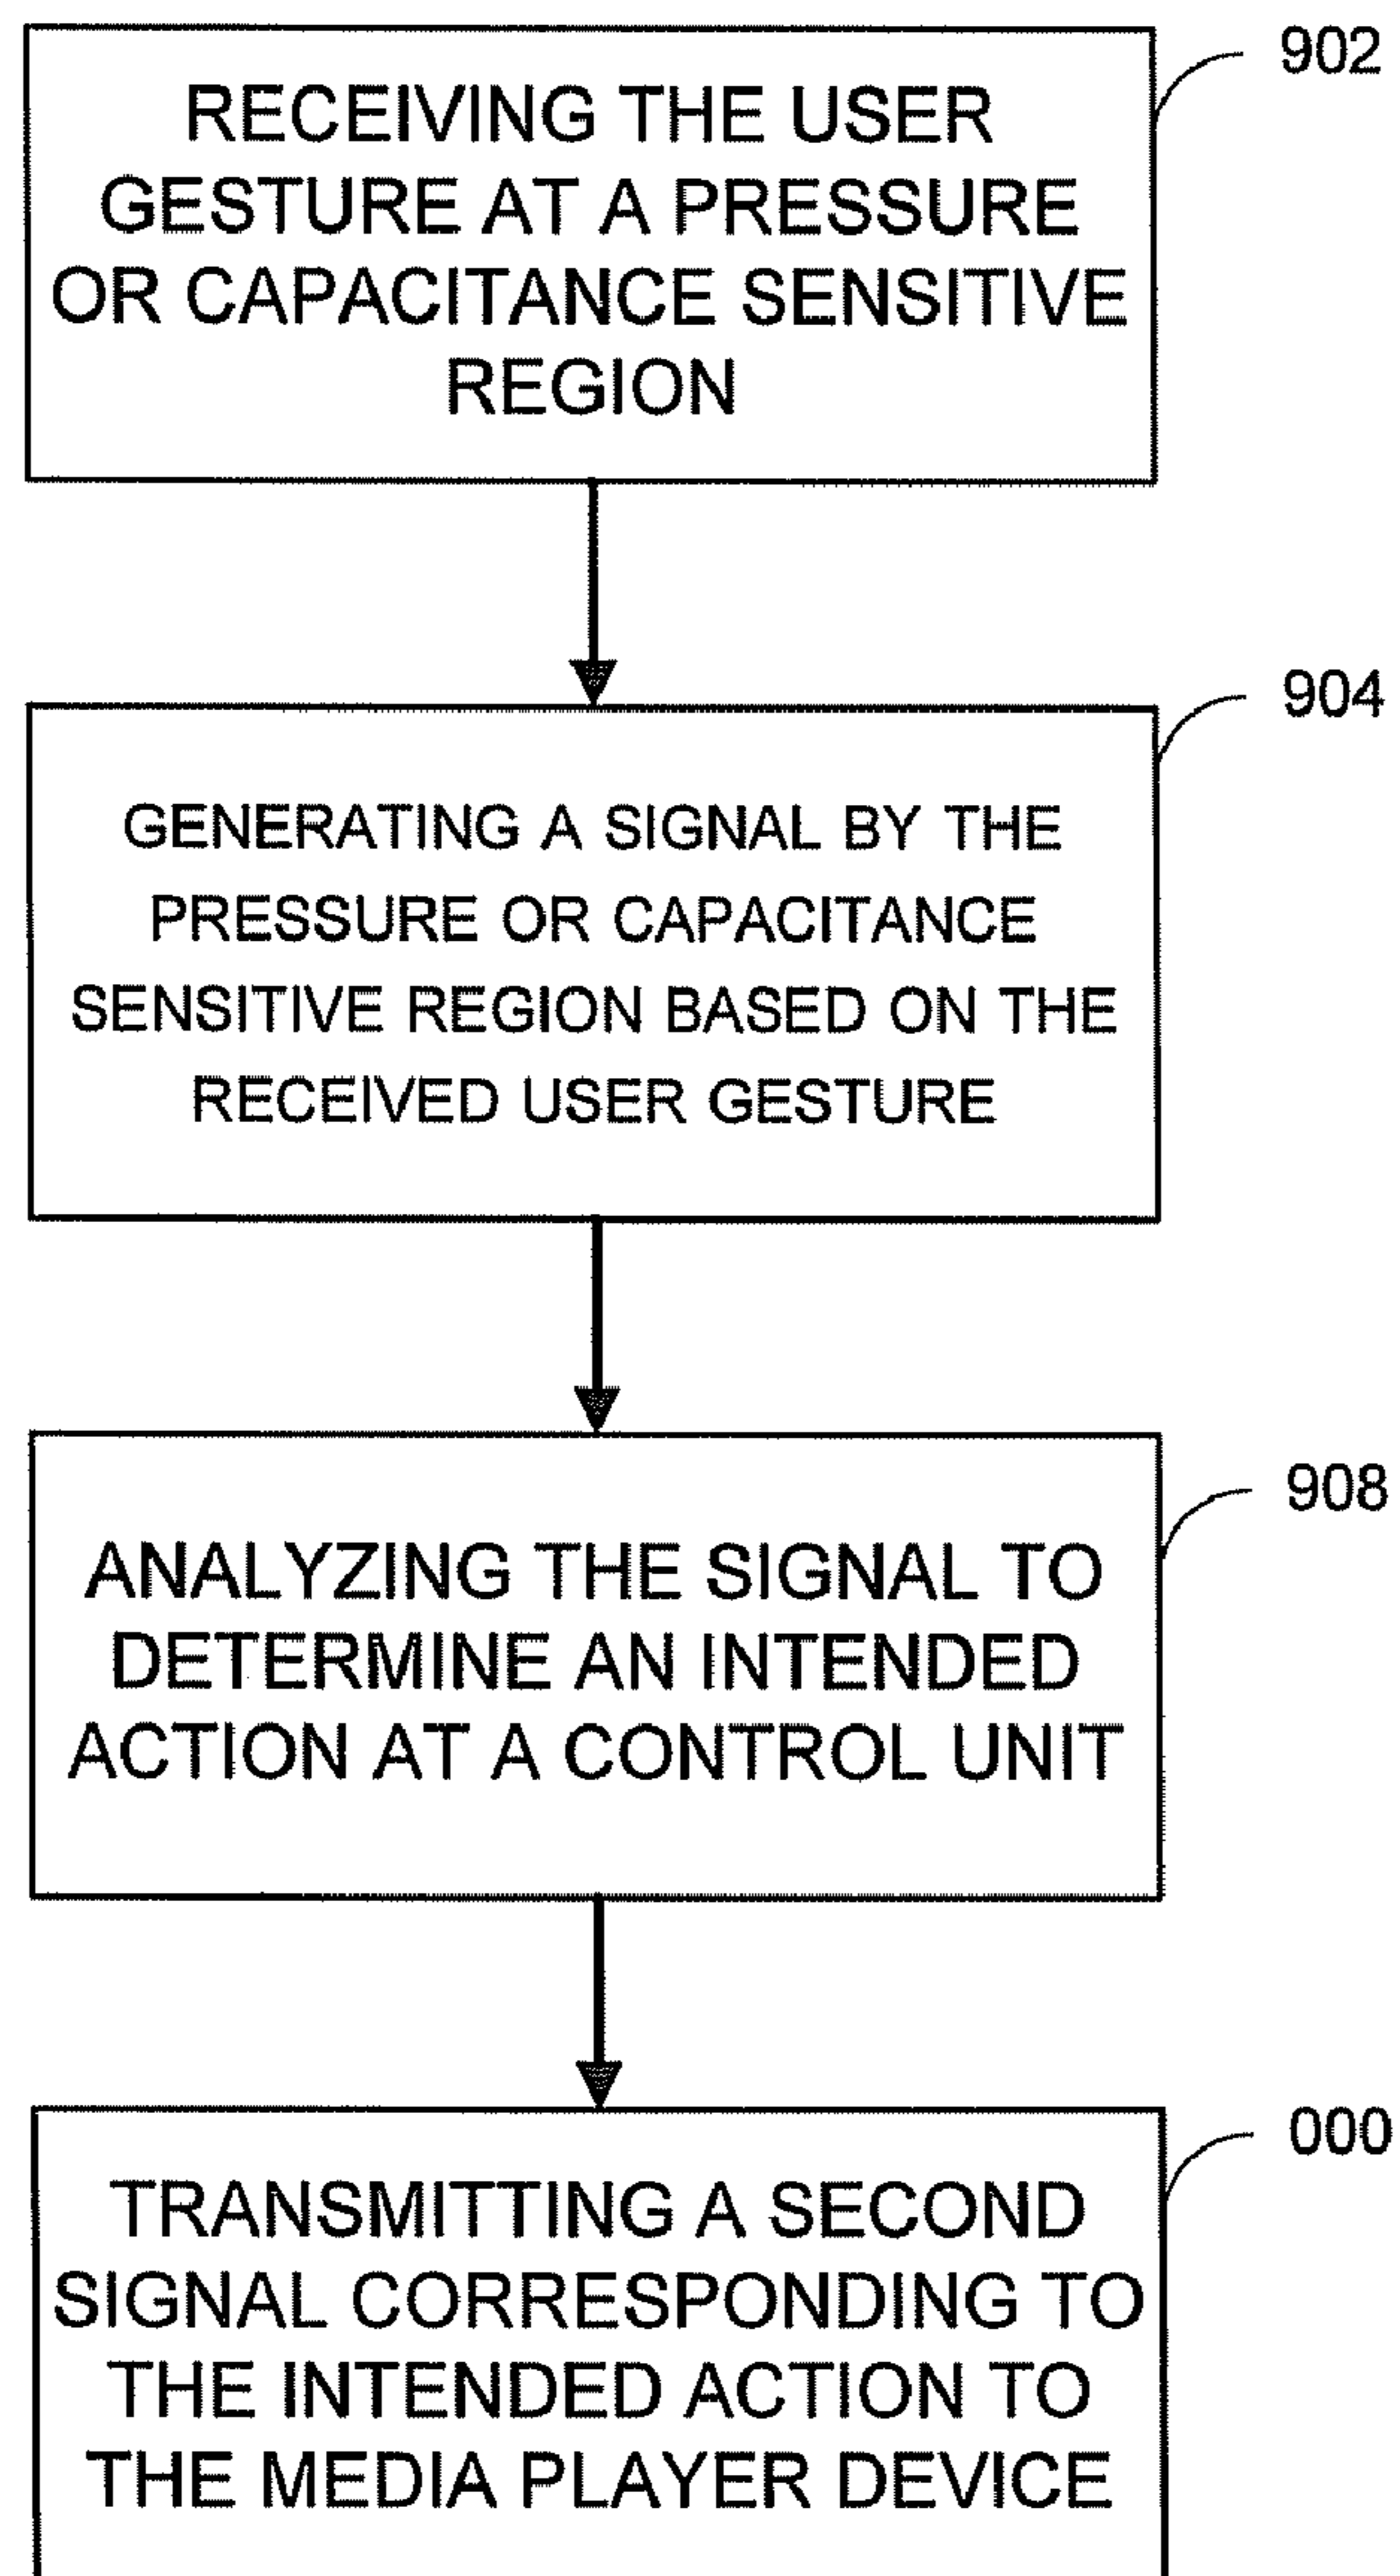 902
RECEIVING THE USER
GESTURE AT A PRESSURE
OR CAPACITANCE SENSITIVE
REGION
904
GENERATING A SIGNAL BY THE
PRESSURE OR CAPACITANCE
SENSITIVE REGION BASED ON THE
RECEIVED USER GESTURE
908
ANALYZING THE SIGNAL TO
DETERMINE AN INTENDED
ACTION AT A CONTROL UNIT
000
TRANSMITTING A SECOND
SIGNAL CORRESPONDING TO
THE INTENDED ACTION TO
THE MEDIA PLAYER DEVICE